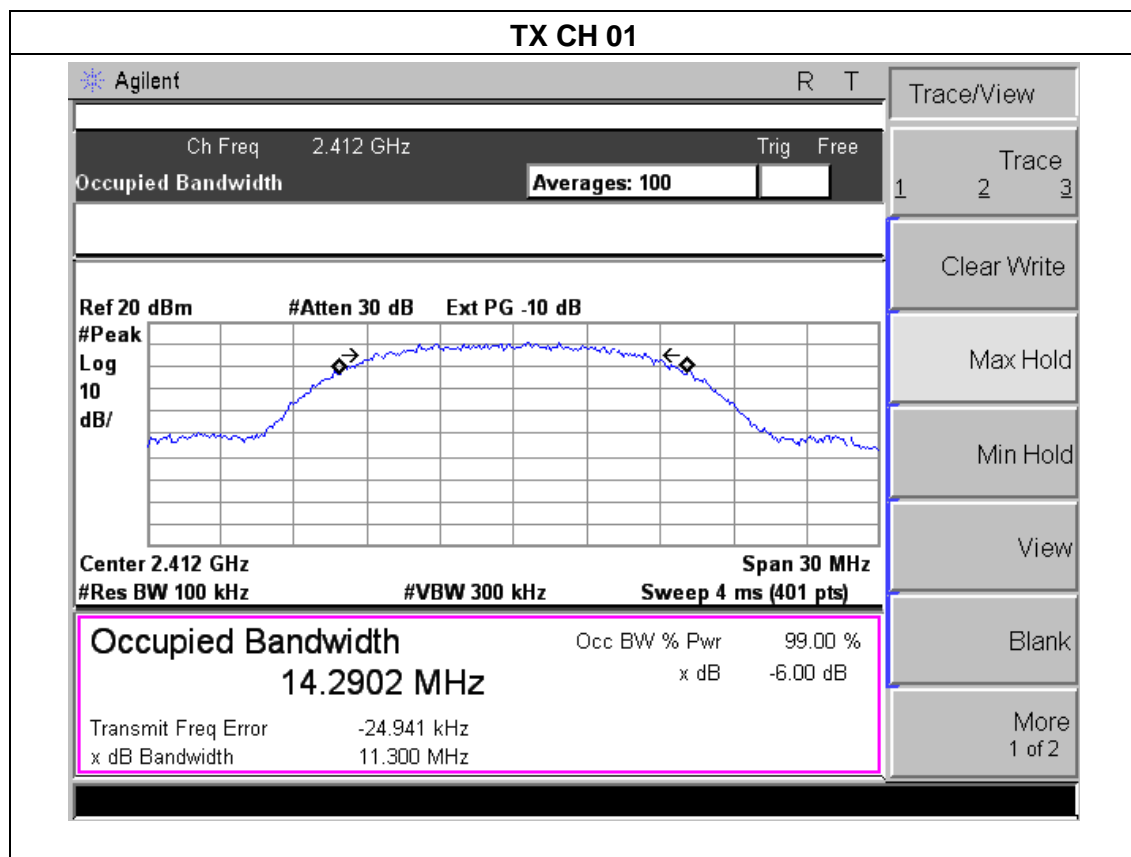 TX CH 01
Agilent R T
Trace/View
Ch Freq 2.412 GHz Trig Free
Occupied Bandwidth Averages: 100
Trace
1 2 3
Clear Write
Ref 20 dBm #Atten 30 dB Ext PG -10 dB
#Peak
Log
10
dB/
Max Hold
Min Hold
View
Center 2.412 GHz Span 30 MHz
#Res BW 100 kHz #VBW 300 kHz Sweep 4 ms (401 pts)
Occupied Bandwidth Occ BW % Pwr 99.00 %
14.2902 MHz x dB -6.00 dB
Blank
Transmit Freq Error -24.941 kHz
x dB Bandwidth 11.300 MHz
More
1 of 2